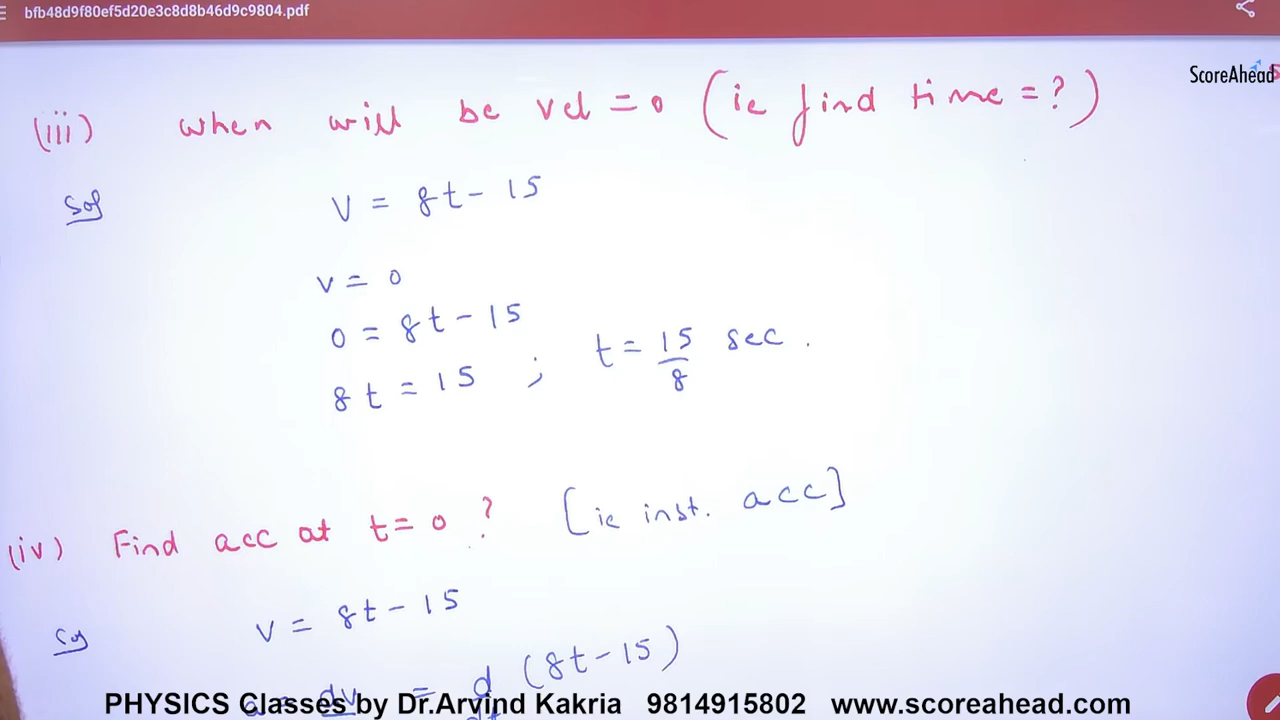 bfb48d9f80ef5d20e3c8d8b46d9c9804.pdf
ScoreAhead
(iii) When will be vel = 0 (ie find time = ?)
Sol
V = 8t - 15
v = 0
0 = 8t - 15
8t = 15 ; t = 15/8 sec.
(iv) Find acc at t = 0 ? [ie inst. acc]
v = 8t - 15
= d (8t - 15)
PHYSICS Classes by Dr.Arvind Kakria 9814915802 www.scoreahead.com